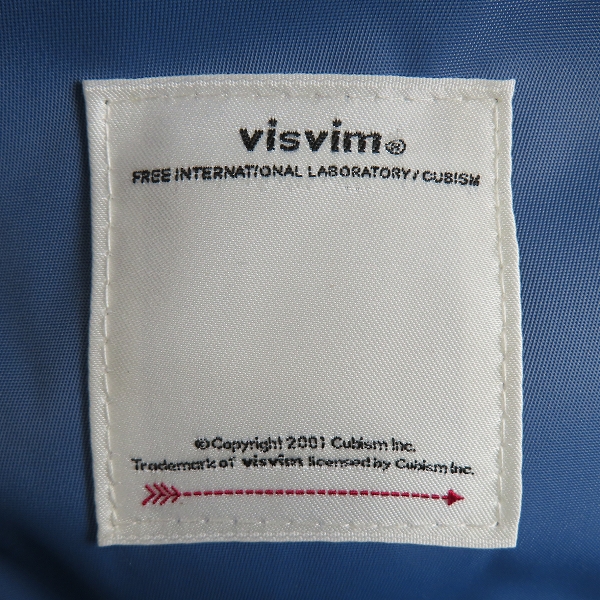 visvim®
FREE INTERNATIONAL LABORATORY / CUBISM
©Copyright 2001 Cubism Inc.
Trademark of visvim licensed by Cubism Inc.